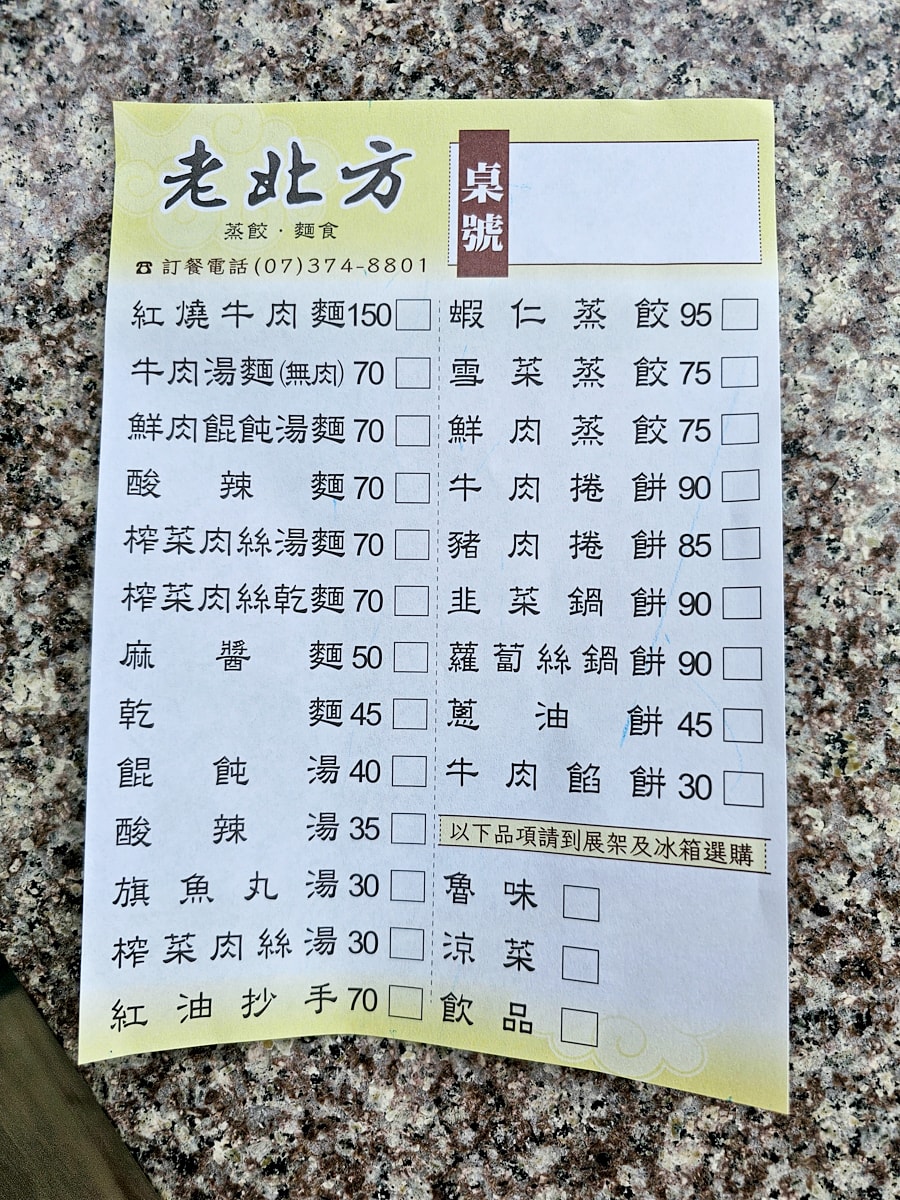 老北方
蒸餃·麵食
☎訂餐電話(07)374-8801
桌號
紅燒牛肉麵150
牛肉湯麵(無肉)70
鮮肉餛飩湯麵70
酸辣麵70
榨菜肉絲湯麵70
榨菜肉絲乾麵70
麻醬麵50
乾麵45
餛飩湯40
酸辣湯35
旗魚丸湯30
榨菜肉絲湯30
紅油抄手70
蝦仁蒸餃95
雪菜蒸餃75
鮮肉蒸餃75
牛肉捲餅90
豬肉捲餅85
韭菜鍋餅90
蘿蔔絲鍋餅90
蔥油餅45
牛肉餡餅30
以下品項請到展架及冰箱選購
魯味
涼菜
飲品